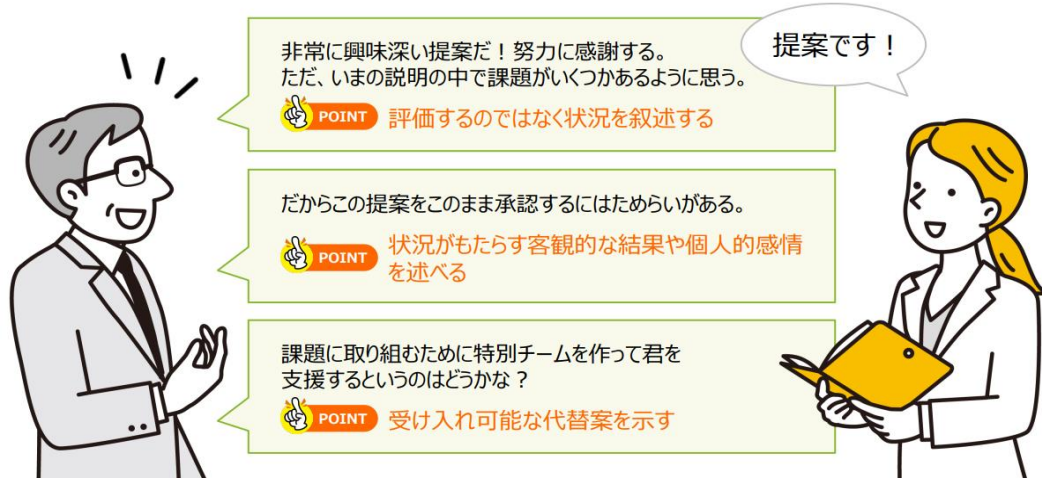 提案です！
非常に興味深い提案だ！努力に感謝する。
ただ、いまの説明の中で課題がいくつかあるように思う。
POINT 評価するのではなく状況を叙述する
だからこの提案をこのまま承認するにはためらいがある。
POINT 状況がもたらす客観的な結果や個人的感情
を述べる
課題に取り組むために特別チームを作って君を
支援するというのはどうかな？
POINT 受け入れ可能な代替案を示す